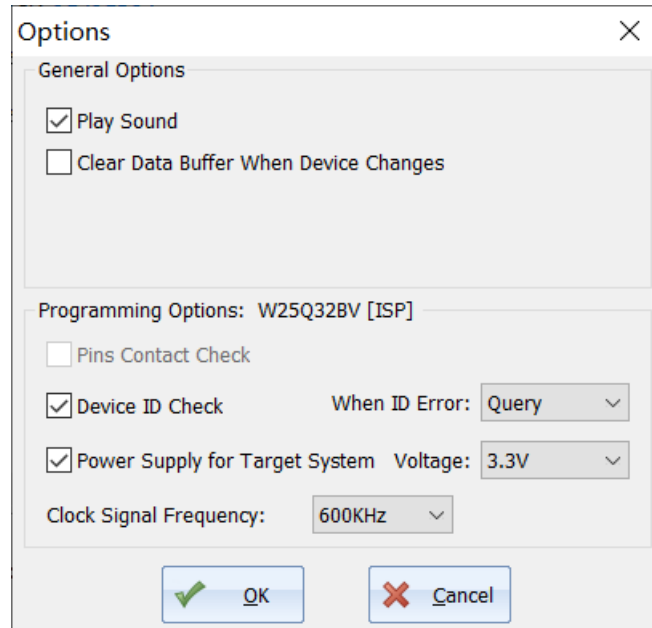 Options
General Options
Play Sound
Clear Data Buffer When Device Changes
Programming Options: W25Q32BV [ISP]
Pins Contact Check
Device ID Check When ID Error: Query
Power Supply for Target System Voltage: 3.3V
Clock Signal Frequency: 600KHz
OK Cancel